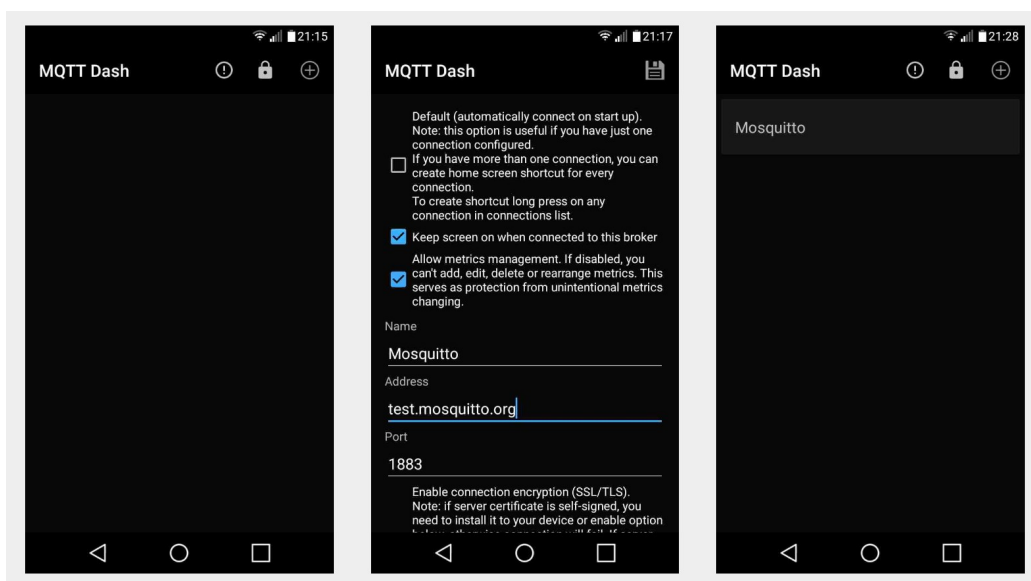 21:15
MQTT Dash
21:17
MQTT Dash
Default (automatically connect on start up).
Note: this option is useful if you have just one
connection configured.
If you have more than one connection, you can
create home screen shortcut for every
connection.
To create shortcut long press on any
connection in connections list.
Keep screen on when connected to this broker
Allow metrics management. If disabled, you
can't add, edit, delete or rearrange metrics. This
serves as protection from unintentional metrics
changing.
Name
Mosquitto
Address
test.mosquitto.org
Port
1883
Enable connection encryption (SSL/TLS).
Note: if server certificate is self-signed, you
need to install it to your device or enable option
21:28
MQTT Dash
Mosquitto